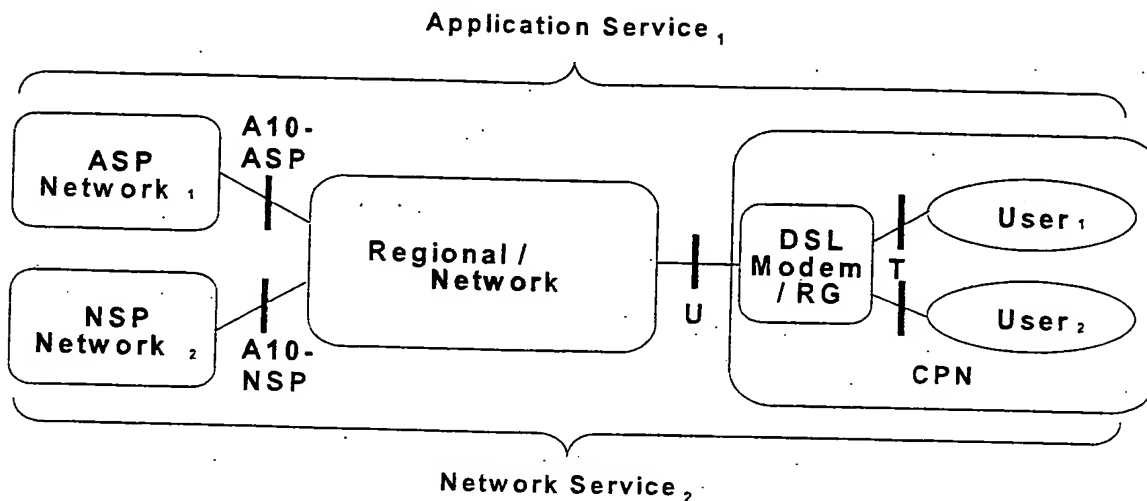 Application Service 1
A10-
ASP
ASP
Network 1
Regional /
Network
DSL
Modem
/ RG
User 1
T
User 2
U
NSP
Network 2
A10-
NSP
CPN
Network Service 2